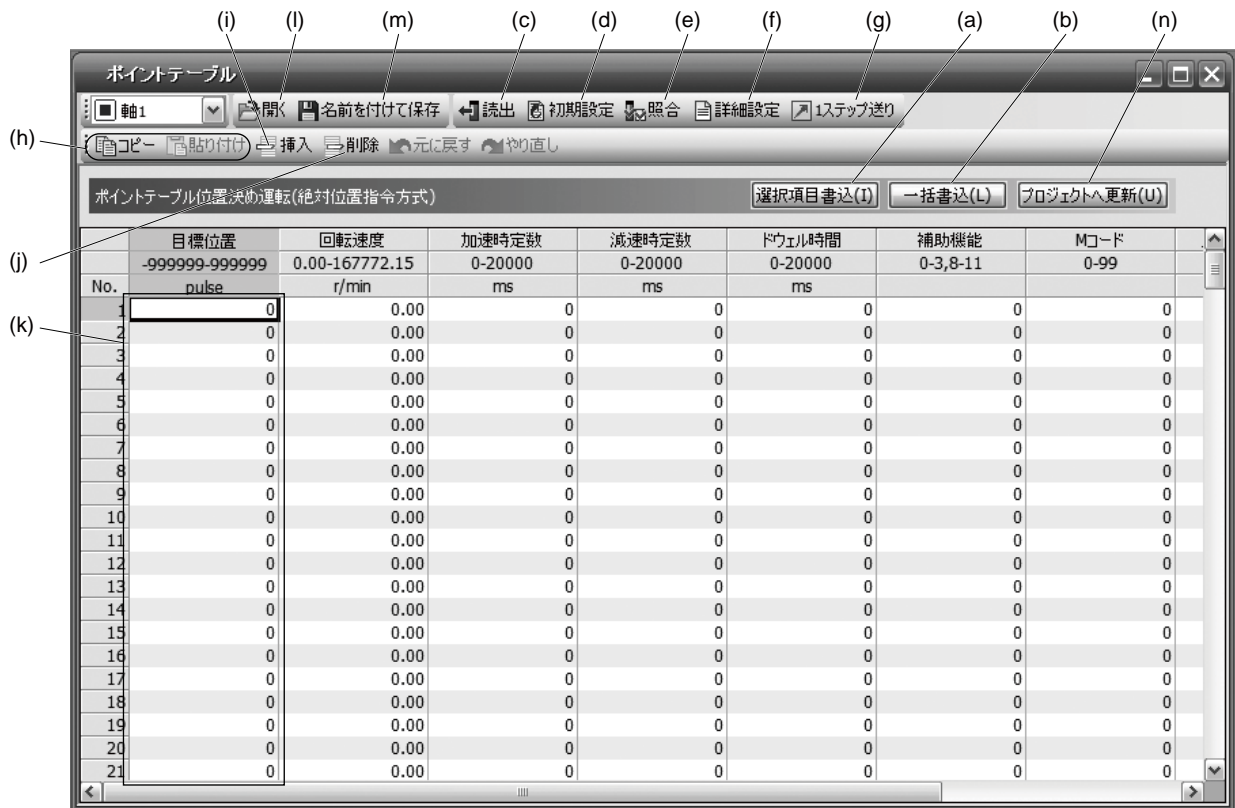 (i) (l) (m) (c) (d) (e) (f) (g) (a) (b) (n)
ポイントテーブル
軸1 開く 名前を付けて保存 読出 初期設定 照合 詳細設定 1ステップ送り
(h)
コピー 貼り付け 挿入 削除 元に戻す やり直し
ポイントテーブル位置決め運転(絶対位置指令方式) 選択項目書込(I) 一括書込(L) プロジェクトへ更新(U)
目標位置 回転速度 加速時定数 減速時定数 ドウェル時間 補助機能 Mコード
(j)
-999999-999999 0.00-167772.15 0-20000 0-20000 0-20000 0-3,8-11 0-99
No. pulse r/min ms ms ms
1 0 0.00 0 0 0 0 0
(k)
2 0 0.00 0 0 0 0 0
3 0 0.00 0 0 0 0 0
4 0 0.00 0 0 0 0 0
5 0 0.00 0 0 0 0 0
6 0 0.00 0 0 0 0 0
7 0 0.00 0 0 0 0 0
8 0 0.00 0 0 0 0 0
9 0 0.00 0 0 0 0 0
10 0 0.00 0 0 0 0 0
11 0 0.00 0 0 0 0 0
12 0 0.00 0 0 0 0 0
13 0 0.00 0 0 0 0 0
14 0 0.00 0 0 0 0 0
15 0 0.00 0 0 0 0 0
16 0 0.00 0 0 0 0 0
17 0 0.00 0 0 0 0 0
18 0 0.00 0 0 0 0 0
19 0 0.00 0 0 0 0 0
20 0 0.00 0 0 0 0 0
21 0 0.00 0 0 0 0 0